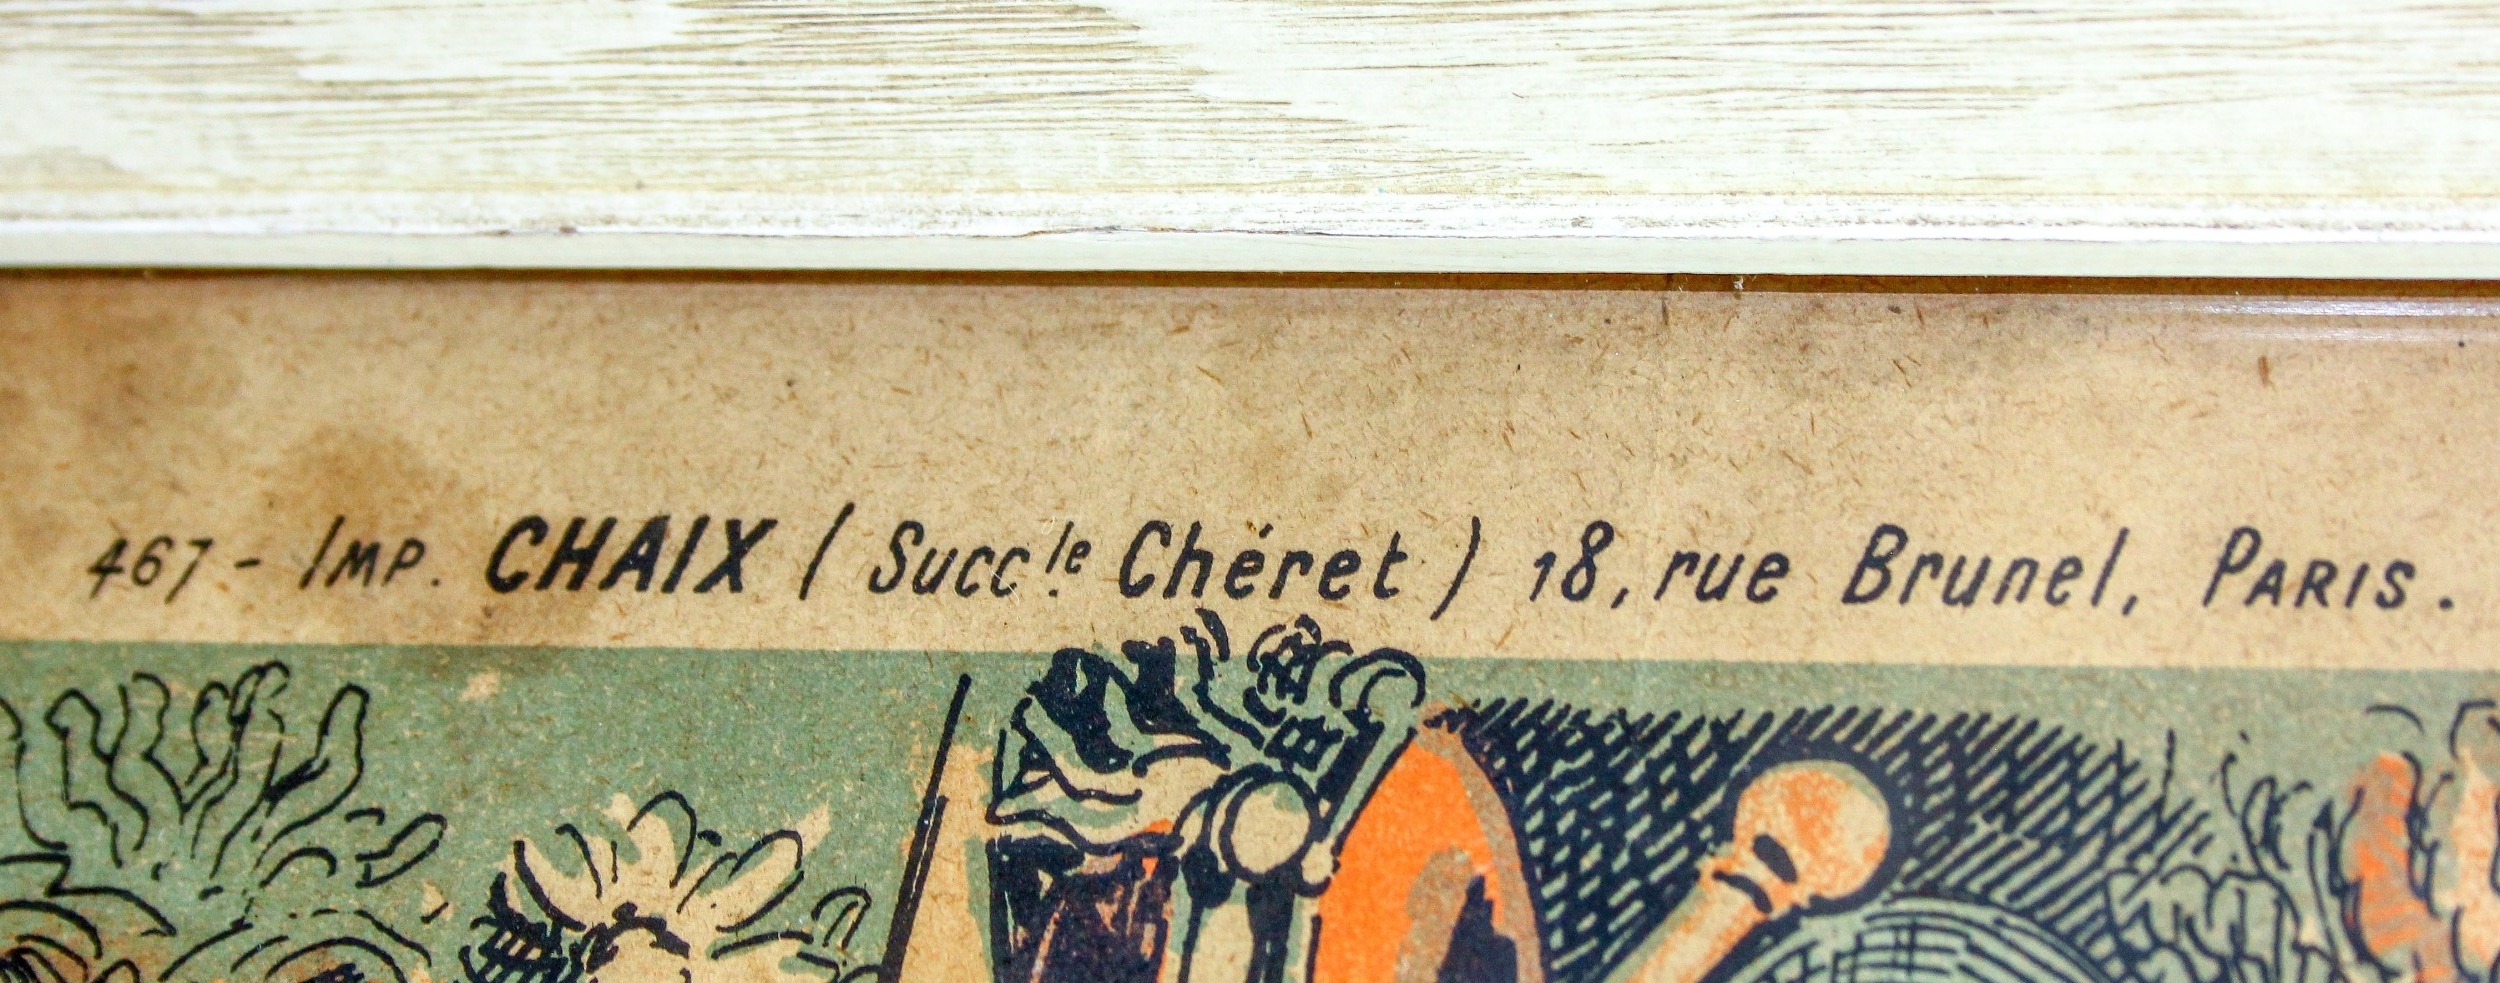 467 - IMP. CHAIX (Succle. Chéret) 18, rue Brunel, PARIS.